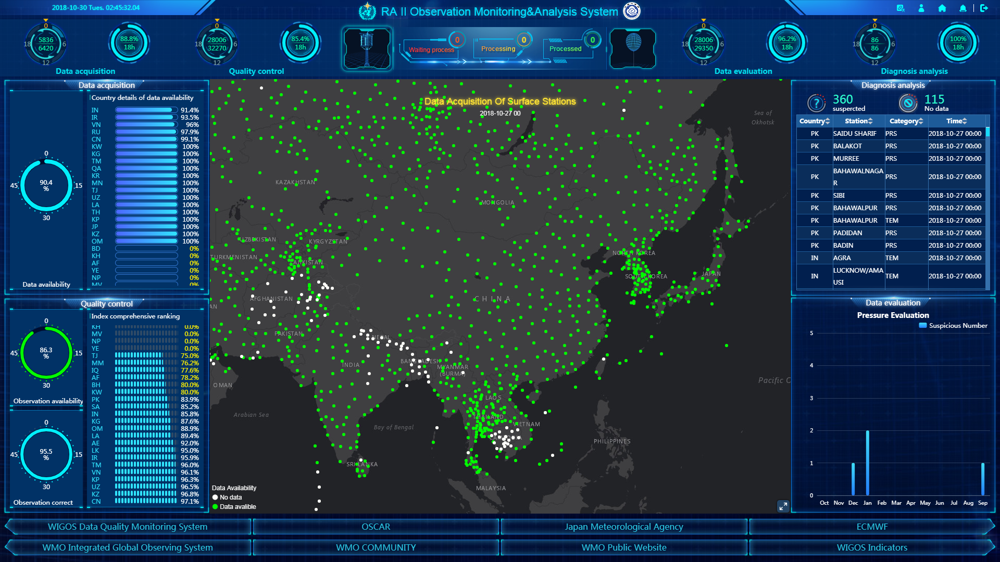 2018-10-30 Tues. 02:45:32.04
RA II Observation Monitoring&Analysis System
0
5836
6420
18
6
12
88.8%
18h
Data acquisition
0
28006
32270
18
6
12
85.4%
18h
Quality control
0
Waiting process
0
Processing
0
Processed
0
28006
29350
18
6
12
96.2%
18h
Data evaluation
0
86
86
18
6
12
100%
18h
Diagnosis analysis
Data acquisition
0
45
90.4
%
15
30
Data availability
Country details of data availability
IN 91.4%
IR 93.5%
VN 96%
RU 97.9%
CN 99.1%
KW 100%
KG 100%
TM 100%
QA 100%
KR 100%
MN 100%
TJ 100%
UZ 100%
LA 100%
TH 100%
KP 100%
JP 100%
KZ 100%
OM 100%
BD 0%
KH 0%
AF 0%
YE 0%
NP 0%
MV 0%
Quality control
0
45
86.3
%
15
30
Observation availability
0
45
95.5
%
15
30
Observation correct
Index comprehensive ranking
KH 0.0%
MV 0.0%
NP 0.0%
YE 0.0%
TJ 75.0%
MM 76.2%
IQ 77.6%
AF 78.2%
BH 80.0%
KW 80.0%
PK 83.9%
SA 85.2%
IN 85.8%
KG 87.6%
OM 88.9%
LA 89.4%
AE 92.0%
LK 95.0%
IR 95.9%
TM 96.0%
VN 96.1%
KP 96.3%
UZ 96.5%
KZ 96.8%
CN 97.1%
Data Acquisition Of Surface Stations
2018-10-27 00
Sea of
Okhotsk
KAZAKHSTAN
MONGOLIA
UZBEKISTAN
KYRGYZSTAN
TURKMENISTAN
TAJIKISTAN
NORTH KOREA
SOUTH KOREA
JAPAN
AFGHANISTAN
CHINA
AN
PAKISTAN
NEPAL
INDIA
BANGLADESH
MYANMAR
(BURMA)
OMAN
Pacific O
LAOS
Arabian Sea
THAILAND
VIETNAM
Bay of Bengal
CAMBODIA
PHILIPPINES
SRI LANKA
MALAYSIA
Data Availability
No data
Data avalible
Diagnosis analysis
360
suspercted
115
No data
Country Station Category Time
PK SAIDU SHARIF PRS 2018-10-27 00:00
PK BALAKOT PRS 2018-10-27 00:00
PK MURREE PRS 2018-10-27 00:00
PK BAHAWALNAGA
R PRS 2018-10-27 00:00
PK SIBI PRS 2018-10-27 00:00
PK BAHAWALPUR PRS 2018-10-27 00:00
PK BAHAWALPUR TEM 2018-10-27 00:00
PK PADIDAN PRS 2018-10-27 00:00
PK BADIN PRS 2018-10-27 00:00
IN AGRA TEM 2018-10-27 00:00
IN LUCKNOW/AMA
USI TEM 2018-10-27 00:00
Data evaluation
Pressure Evaluation
Suspicious Number
5
4
3
2
1
0
Oct Nov Dec Jan Feb Mar Apr May Jun Jul Aug Sep
WIGOS Data Quality Monitoring System
OSCAR
Japan Meteorological Agency
ECMWF
WMO Integrated Global Observing System
WMO COMMUNITY
WMO Public Website
WIGOS Indicators